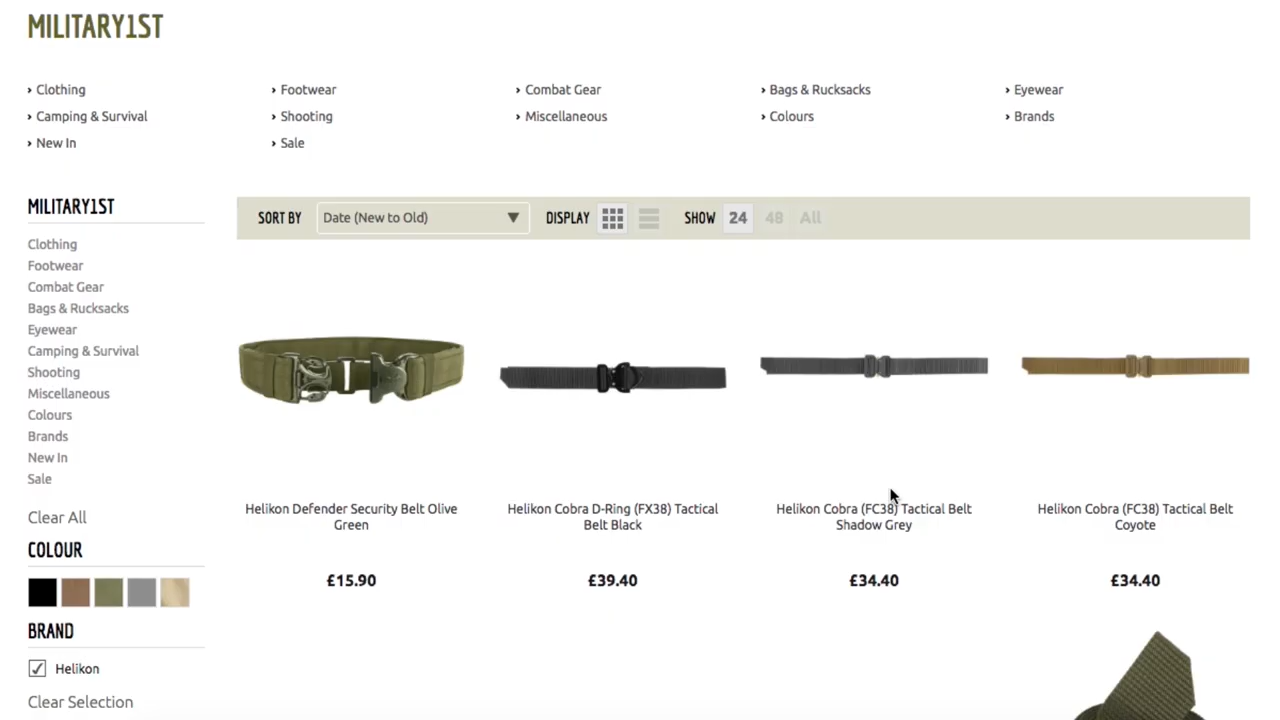 MILITARY1ST
Clothing
Footwear
Combat Gear
Bags & Rucksacks
Eyewear
Camping & Survival
Shooting
Miscellaneous
Colours
Brands
New In
Sale
MILITARY1ST
Clothing
Footwear
Combat Gear
Bags & Rucksacks
Eyewear
Camping & Survival
Shooting
Miscellaneous
Colours
Brands
New In
Sale
Clear All
COLOUR
BRAND
Helikon
Clear Selection
SORT BY Date (New to Old) DISPLAY SHOW 24 48 All
Helikon Defender Security Belt Olive
Green
£15.90
Helikon Cobra D-Ring (FX38) Tactical
Belt Black
£39.40
Helikon Cobra (FC38) Tactical Belt
Shadow Grey
£34.40
Helikon Cobra (FC38) Tactical Belt
Coyote
£34.40